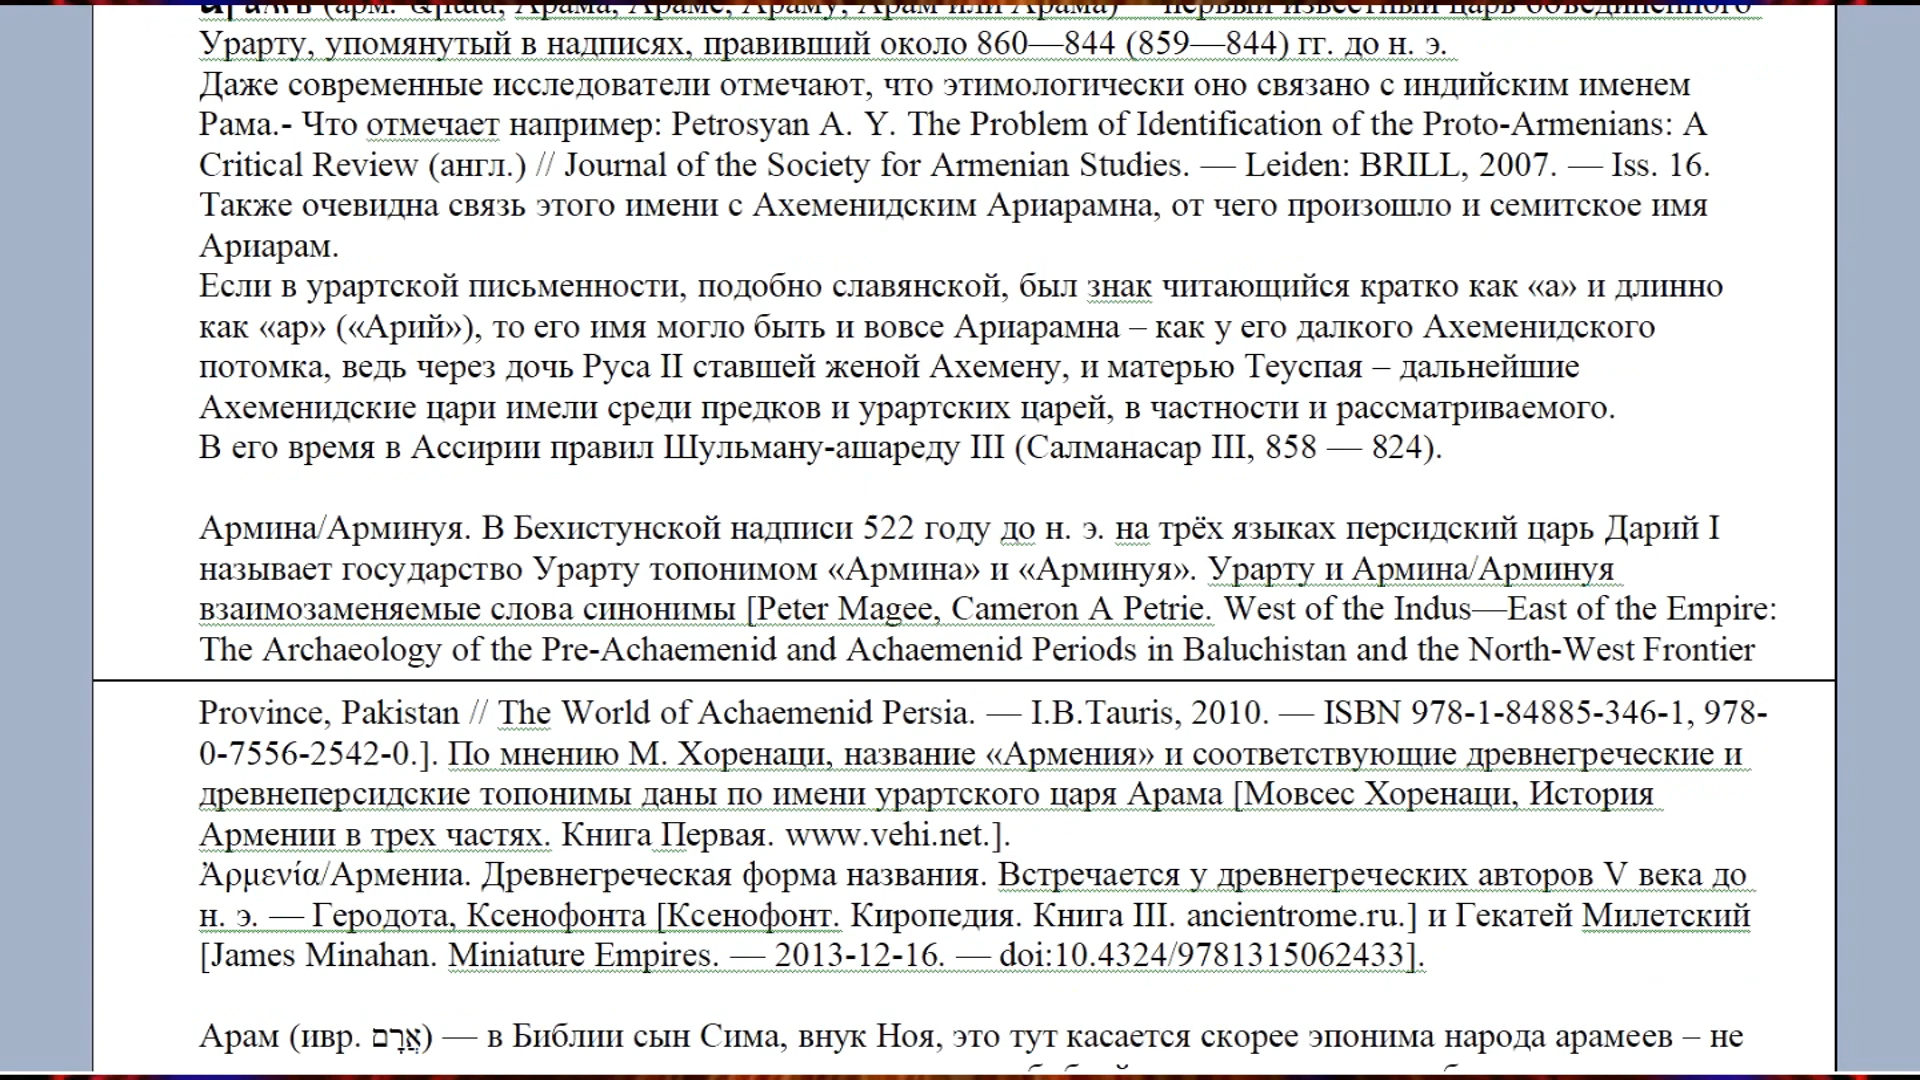 (арм. Արամ, Арама, Араме, Араму, Арам или Арама) — первый известный царь объединённого
Урарту, упомянутый в надписях, правивший около 860—844 (859—844) гг. до н. э.
Даже современные исследователи отмечают, что этимологически оно связано с индийским именем
Рама.- Что отмечает например: Petrosyan A. Y. The Problem of Identification of the Proto-Armenians: A
Critical Review (англ.) // Journal of the Society for Armenian Studies. — Leiden: BRILL, 2007. — Iss. 16.
Также очевидна связь этого имени с Ахеменидским Ариарамна, от чего произошло и семитское имя
Ариарам.
Если в урартской письменности, подобно славянской, был знак читающийся кратко как «а» и длинно
как «ар» («Арий»), то его имя могло быть и вовсе Ариарамна – как у его далкого Ахеменидского
потомка, ведь через дочь Руса II ставшей женой Ахемену, и матерью Теуспая – дальнейшие
Ахеменидские цари имели среди предков и урартских царей, в частности и рассматриваемого.
В его время в Ассирии правил Шульману-ашареду III (Салманасар III, 858 — 824).
Армина/Арминуя. В Бехистунской надписи 522 году до н. э. на трёх языках персидский царь Дарий I
называет государство Урарту топонимом «Армина» и «Арминуя». Урарту и Армина/Арминуя
взаимозаменяемые слова синонимы [Peter Magee, Cameron A Petrie. West of the Indus—East of the Empire:
The Archaeology of the Pre-Achaemenid and Achaemenid Periods in Baluchistan and the North-West Frontier
Province, Pakistan // The World of Achaemenid Persia. — I.B.Tauris, 2010. — ISBN 978-1-84885-346-1, 978-
0-7556-2542-0.]. По мнению М. Хоренаци, название «Армения» и соответствующие древнегреческие и
древнеперсидские топонимы даны по имени урартского царя Арама [Мовсес Хоренаци, История
Армении в трех частях. Книга Первая. www.vehi.net.].
Ἀρμενία/Армениа. Древнегреческая форма названия. Встречается у древнегреческих авторов V века до
н. э. — Геродота, Ксенофонта [Ксенофонт. Киропедия. Книга III. ancientrome.ru.] и Гекатей Милетский
[James Minahan. Miniature Empires. — 2013-12-16. — doi:10.4324/9781315062433].
Арам (ивр. אֲרָם) — в Библии сын Сима, внук Ноя, это тут касается скорее эпонима народа арамеев – не